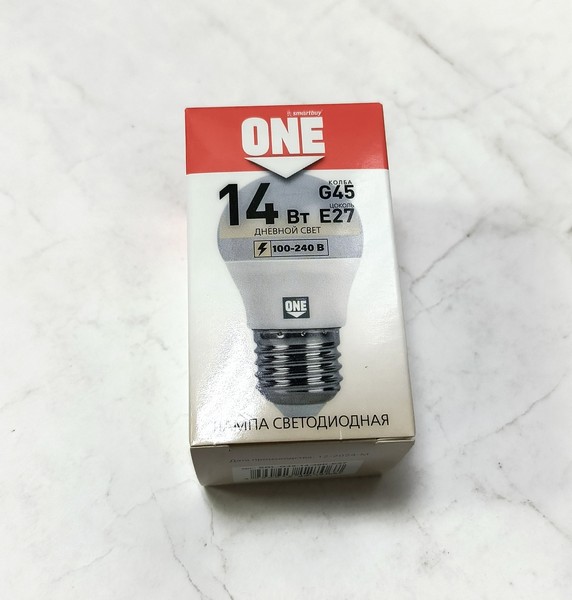 smartbuy
ONE
14 Вт
КОЛБА
G45
ЦОКОЛЬ
E27
ДНЕВНОЙ СВЕТ
100-240 В
ONE
ЛАМПА СВЕТОДИОДНАЯ